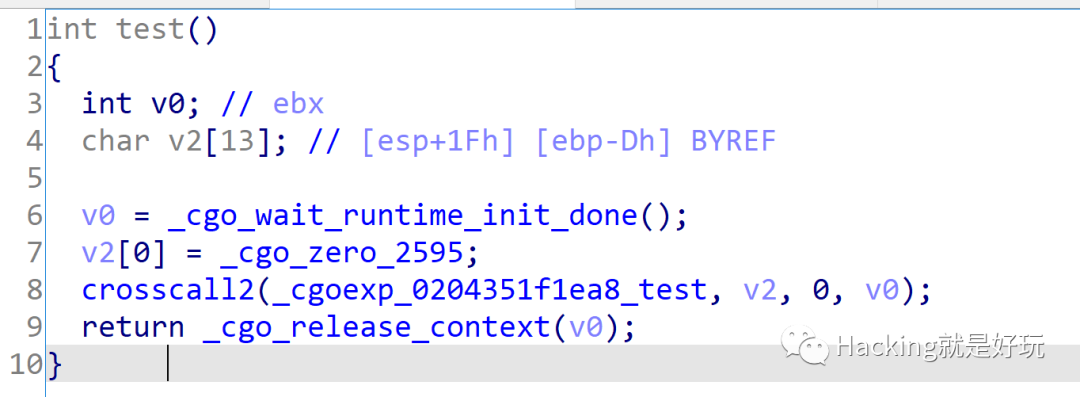 1 int test()
2 {
3 int v0; // ebx
4 char v2[13]; // [esp+1Fh] [ebp-Dh] BYREF
5
6 v0 = _cgo_wait_runtime_init_done();
7 v2[0] = _cgo_zero_2595;
8 crosscall2(_cgoexp_0204351f1ea8_test, v2, 0, v0);
9 return _cgo_release_context(v0);
10 }
Hacking就是好玩